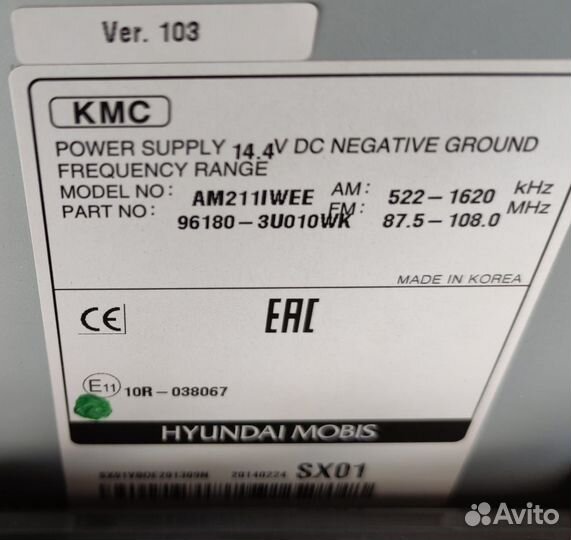 Ver. 103
KMC
POWER SUPPLY 14.4V DC NEGATIVE GROUND
FREQUENCY RANGE
MODEL NO: AM211IWEE AM: 522-1620 kHz
PART NO: 96180-3U010WK FM: 87.5-108.0 MHz
MADE IN KOREA
CE EAC
E11 10R-038067
HYUNDAI MOBIS
20140224 SX01
Avito